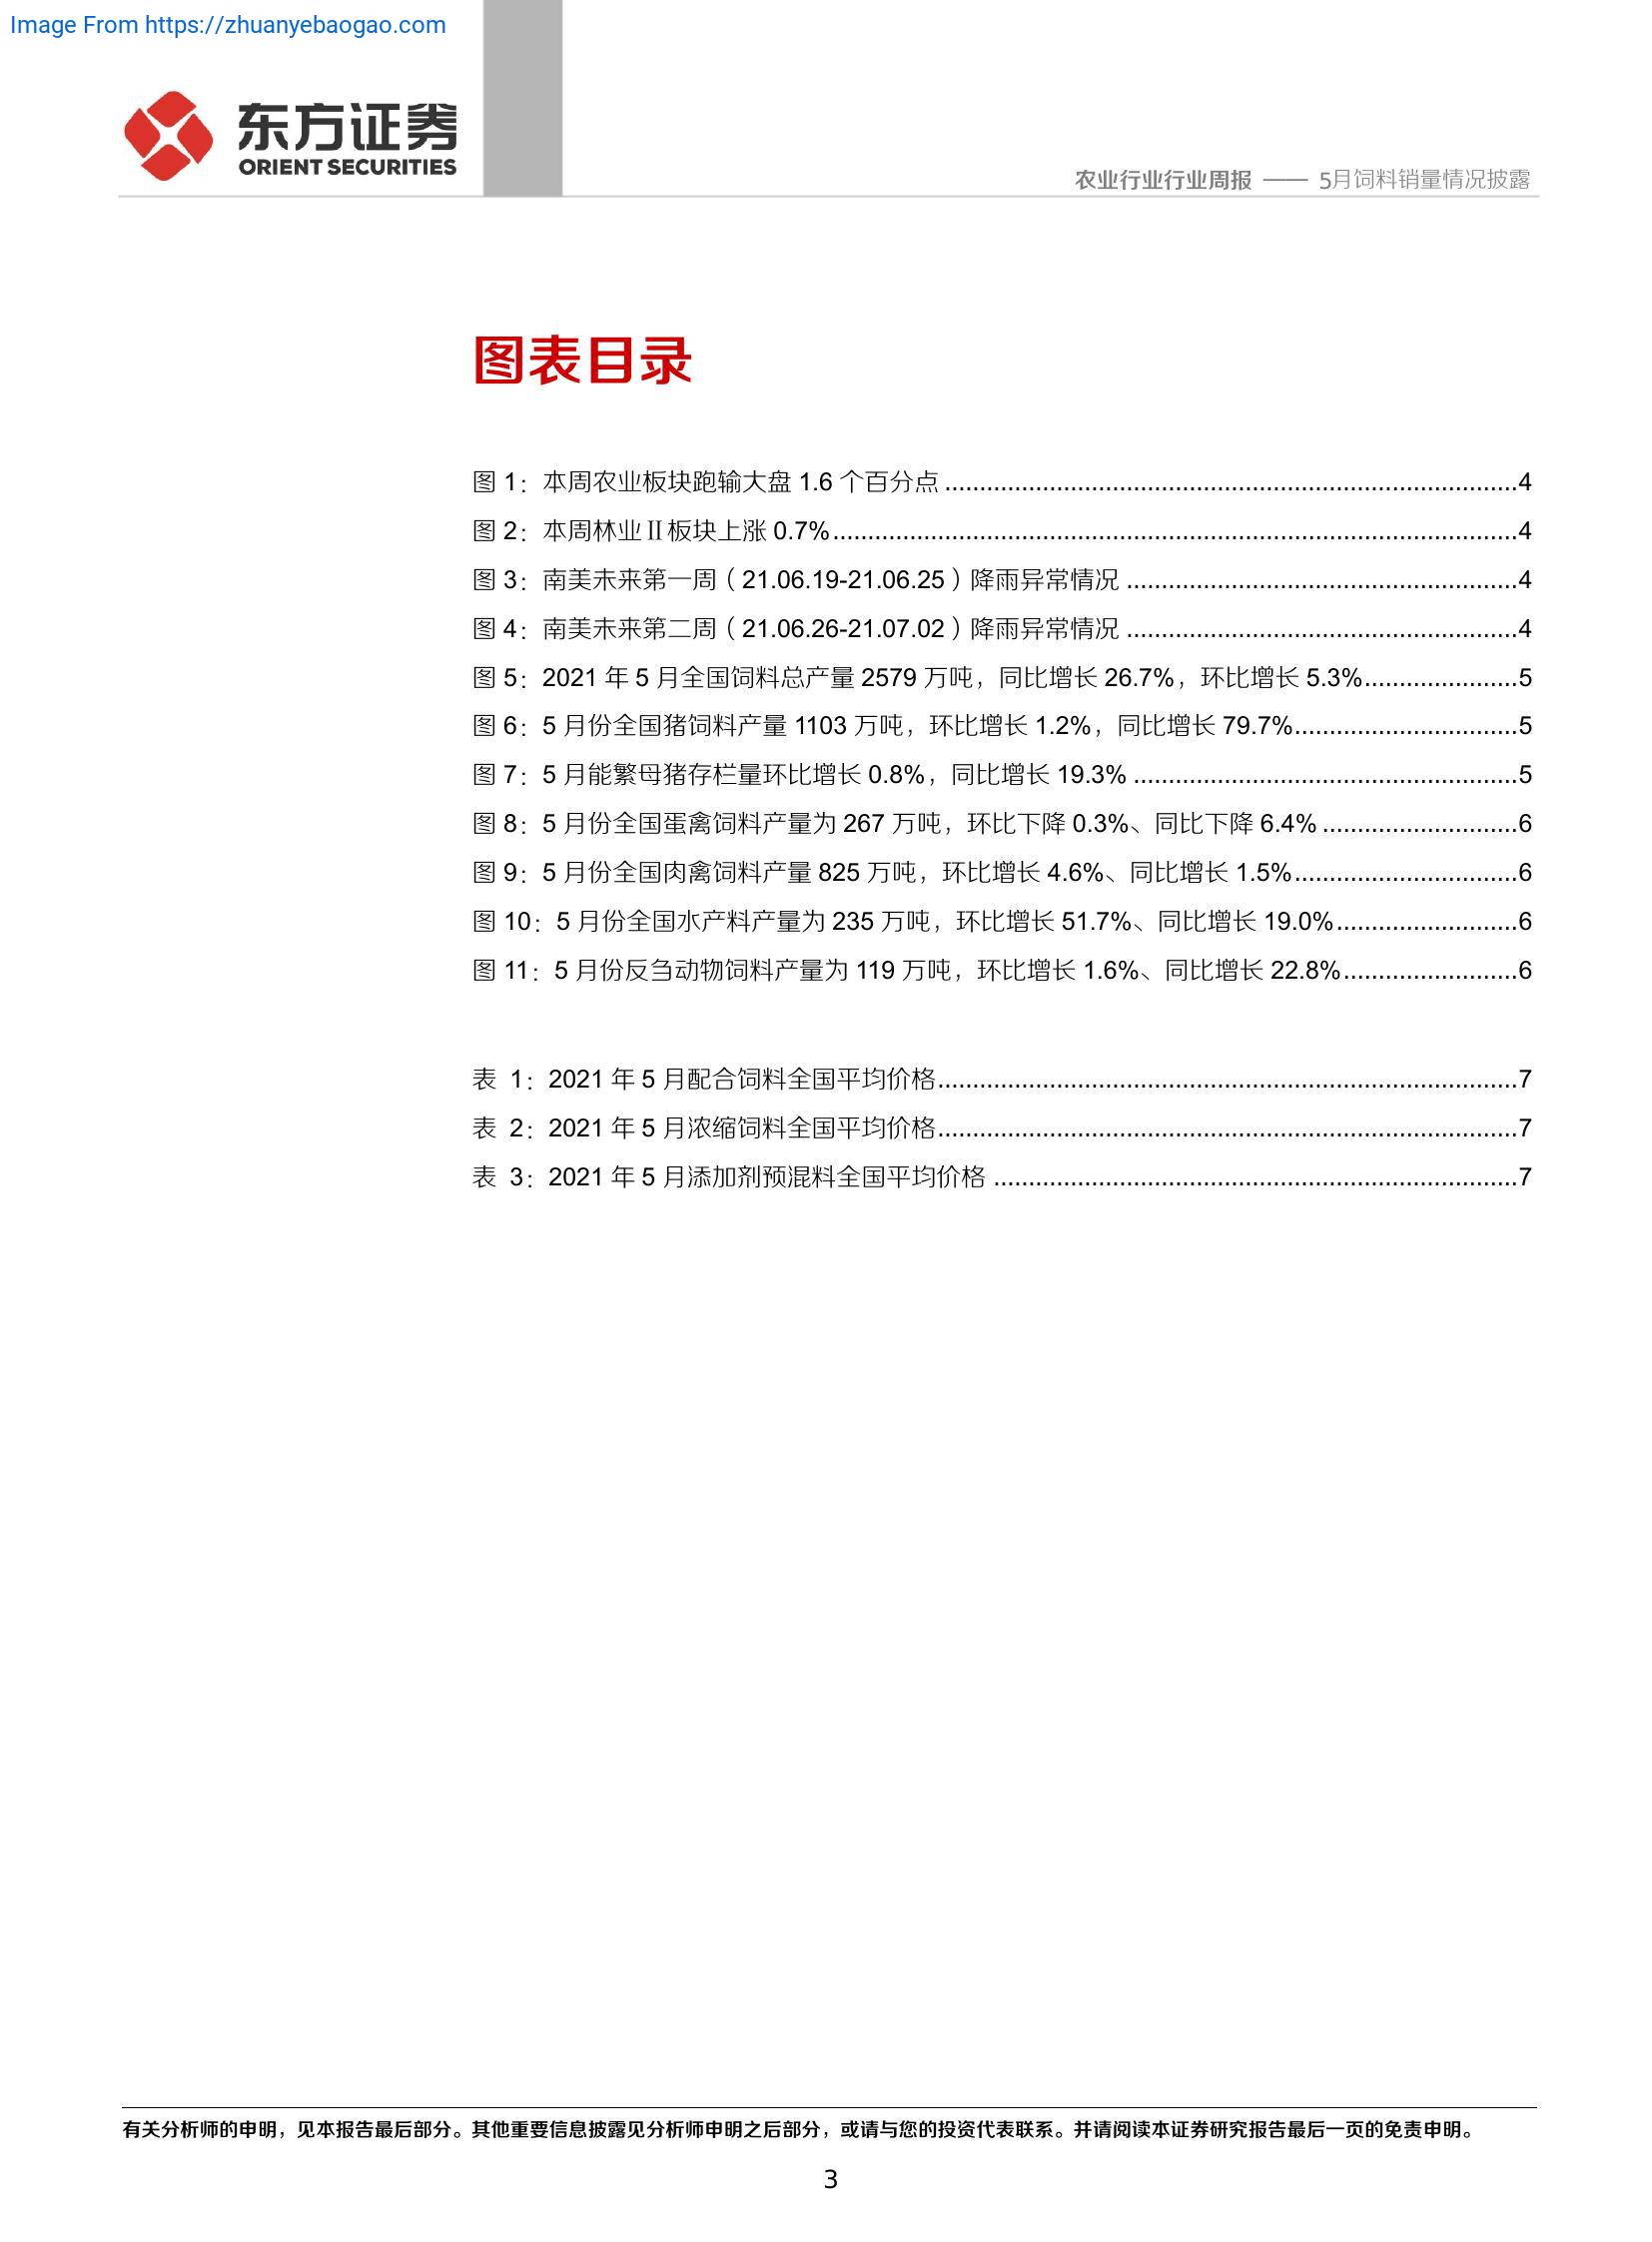 Image From https://zhuanyebaogao.com
东方证券
ORIENT SECURITIES
农业行业行业周报 —— 5月饲料销量情况披露
图表目录
图 1：本周农业板块跑输大盘 1.6 个百分点 ..................................................................................4
图 2：本周林业Ⅱ板块上涨 0.7%..................................................................................................4
图 3：南美未来第一周（21.06.19-21.06.25）降雨异常情况 ........................................................4
图 4：南美未来第二周（21.06.26-21.07.02）降雨异常情况 ........................................................4
图 5：2021 年 5 月全国饲料总产量 2579 万吨，同比增长 26.7%，环比增长 5.3%......................5
图 6：5 月份全国猪饲料产量 1103 万吨，环比增长 1.2%，同比增长 79.7%................................5
图 7：5 月能繁母猪存栏量环比增长 0.8%，同比增长 19.3% .......................................................5
图 8：5 月份全国蛋禽饲料产量为 267 万吨，环比下降 0.3%、同比下降 6.4% ............................6
图 9：5 月份全国肉禽饲料产量 825 万吨，环比增长 4.6%、同比增长 1.5%................................6
图 10：5 月份全国水产料产量为 235 万吨，环比增长 51.7%、同比增长 19.0%..........................6
图 11：5 月份反刍动物饲料产量为 119 万吨，环比增长 1.6%、同比增长 22.8%.........................6
表 1：2021 年 5 月配合饲料全国平均价格...................................................................................7
表 2：2021 年 5 月浓缩饲料全国平均价格...................................................................................7
表 3：2021 年 5 月添加剂预混料全国平均价格 ...........................................................................7
有关分析师的申明，见本报告最后部分。其他重要信息披露见分析师申明之后部分，或请与您的投资代表联系。并请阅读本证券研究报告最后一页的免责申明。
3